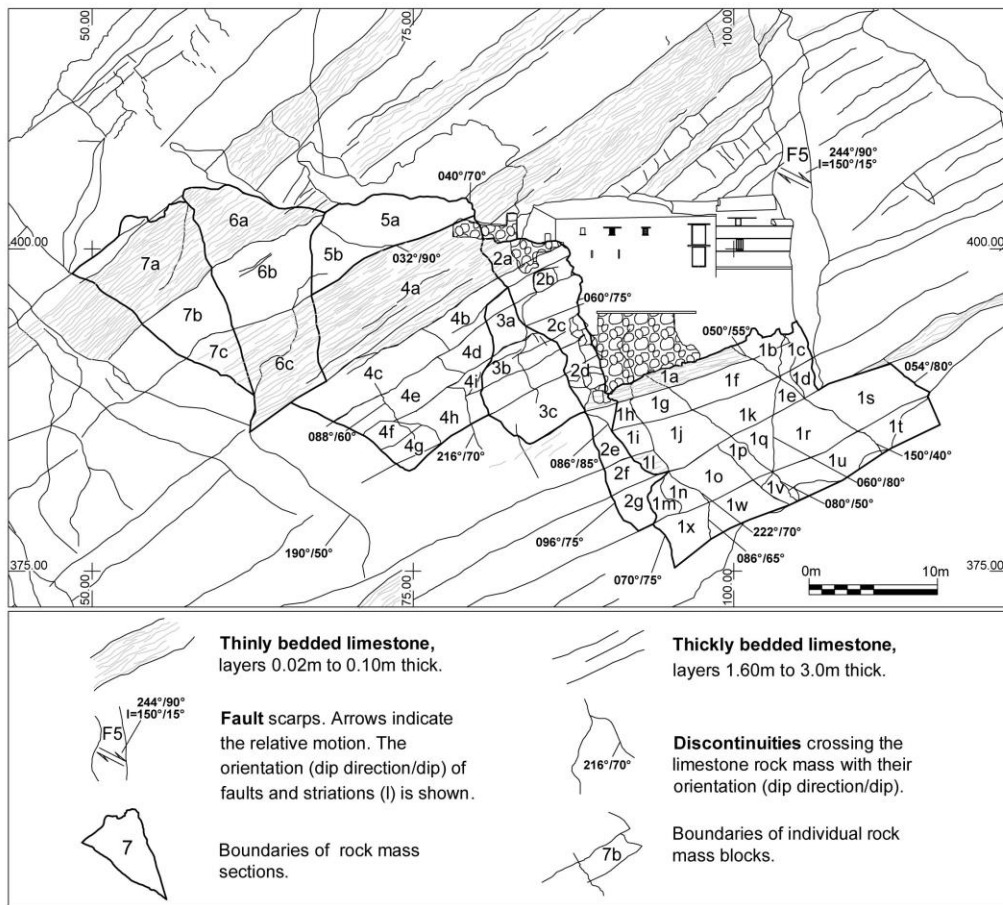 50.00
75.00
100.00
F5
244°/90°
l=150°/15°
040°/70°
400.00
400.00
6a
5a
5b
032°/90°
7a
6b
4a
2a
2b
060°/75°
7b
4b
3a
2c
050°/55°
1b
1c
7c
4d
3b
2d
1a
1f
1d
054°/80°
6c
4c
4i
1e
1s
4e
3c
1h
1g
1k
1t
088°/60°
4f
4h
1i
1j
1q
1r
4g
216°/70°
086°/85°
2e
1l
1p
1u
150°/40°
2f
1o
060°/80°
2g
1n
1m
1v
080°/50°
1w
1x
222°/70°
190°/50°
096°/75°
086°/65°
070°/75°
375.00
375.00
0m
10m
50.00
75.00
100.00
Thinly bedded limestone,
layers 0.02m to 0.10m thick.
244°/90°
l=150°/15°
F5
Fault scarps. Arrows indicate
the relative motion. The
orientation (dip direction/dip) of
faults and striations (l) is shown.
7
Boundaries of rock mass
sections.
Thickly bedded limestone,
layers 1.60m to 3.0m thick.
216°/70°
Discontinuities crossing the
limestone rock mass with their
orientation (dip direction/dip).
7b
Boundaries of individual rock
mass blocks.